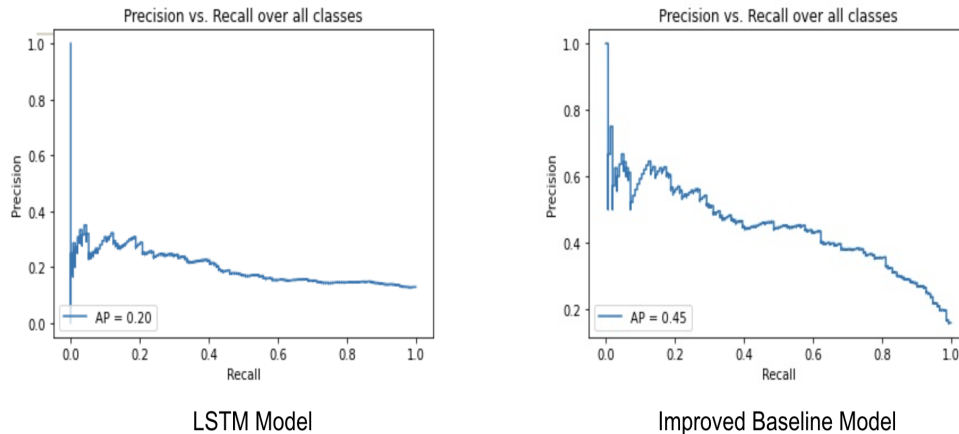 Precision vs. Recall over all classes
1.0
0.8
0.6
0.4
0.2
0.0
Precision
AP = 0.20
0.0 0.2 0.4 0.6 0.8 1.0
Recall
LSTM Model
Precision vs. Recall over all classes
1.0
0.8
0.6
0.4
0.2
Precision
AP = 0.45
0.0 0.2 0.4 0.6 0.8 1.0
Recall
Improved Baseline Model